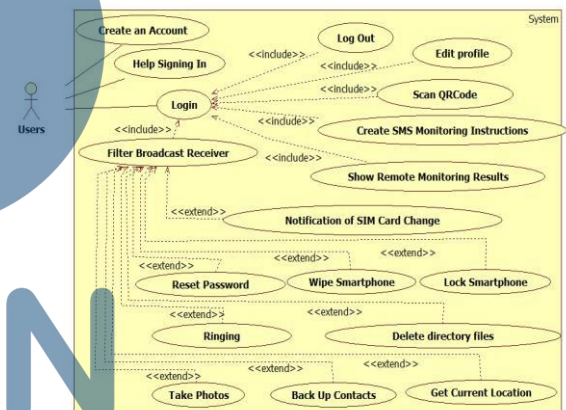 System
Create an Account
Log Out
<<include>>
Edit profile
Help Signing In
<<include>>
Scan QRCode
Login
<<include>>
Users
<<include>>
<<include>>
Create SMS Monitoring Instructions
Filter Broadcast Receiver
<<include>>
Show Remote Monitoring Results
Notification of SIM Card Change
<<extend>>
<<extend>>
<<extend>>
<<extend>>
Reset Password
Wipe Smartphone
Lock Smartphone
<<extend>>
<<extend>>
Ringing
Delete directory files
<<extend>>
<<extend>>
<<extend>>
Take Photos
Back Up Contacts
Get Current Location
N